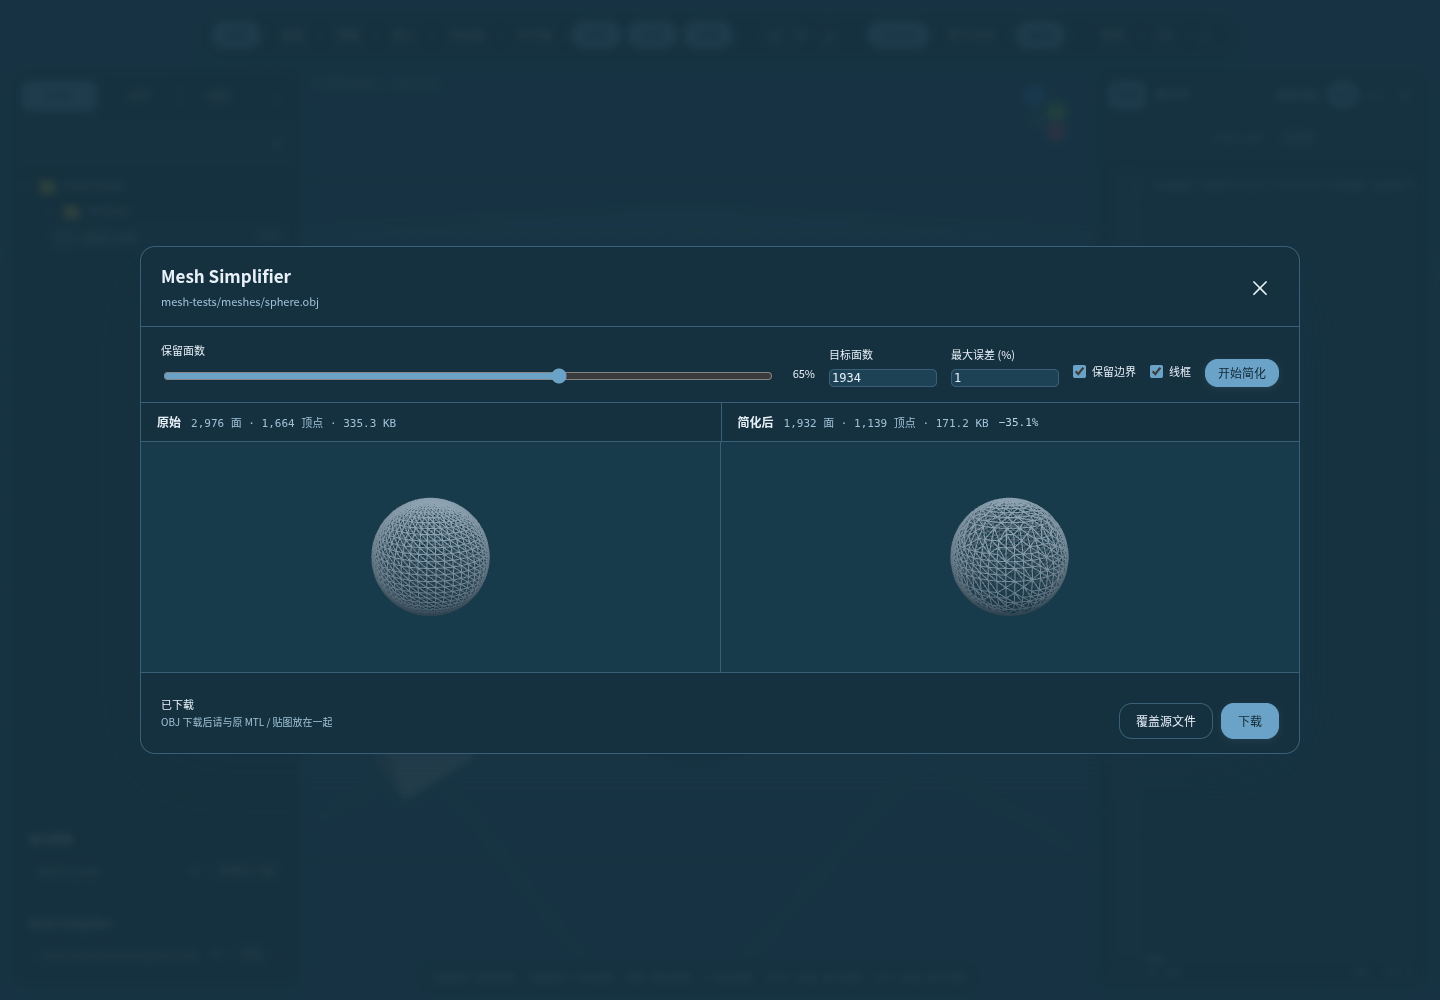 Mesh Simplifier
mesh-tests/meshes/sphere.obj
保留面数
65%
目标面数
1934
最大误差 (%)
1
保留边界
线框
开始简化
原始 2,976 面 · 1,664 顶点 · 335.3 KB
简化后 1,932 面 · 1,139 顶点 · 171.2 KB −35.1%
已下载
OBJ 下载后请与原 MTL / 贴图放在一起
覆盖源文件
下载